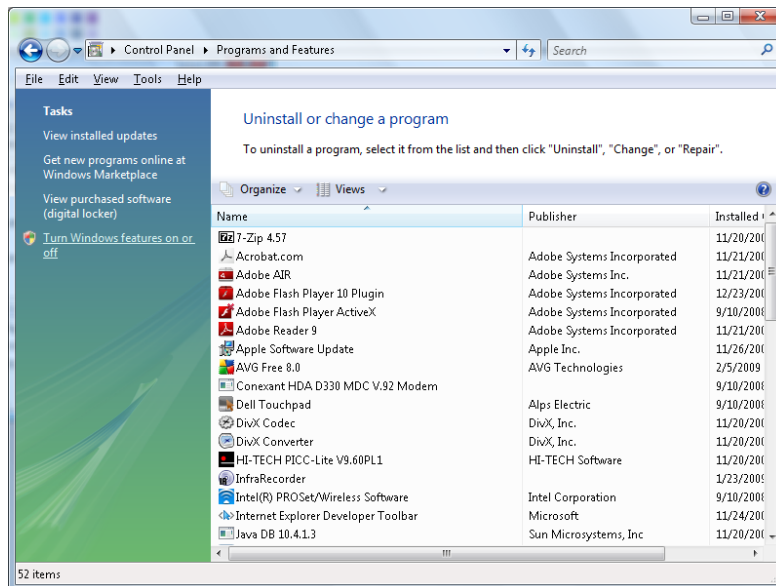 Control Panel Programs and Features Search
File Edit View Tools Help
Tasks
View installed updates
Get new programs online at
Windows Marketplace
View purchased software
(digital locker)
Turn Windows features on or
off
Uninstall or change a program
To uninstall a program, select it from the list and then click "Uninstall", "Change", or "Repair".
Organize Views
Name Publisher Installed
7-Zip 4.57 11/20/200
Acrobat.com Adobe Systems Incorporated 11/21/200
Adobe AIR Adobe Systems Inc. 11/21/200
Adobe Flash Player 10 Plugin Adobe Systems Incorporated 12/23/200
Adobe Flash Player ActiveX Adobe Systems Incorporated 9/10/2008
Adobe Reader 9 Adobe Systems Incorporated 11/21/200
Apple Software Update Apple Inc. 11/26/200
AVG Free 8.0 AVG Technologies 2/5/2009
Conexant HDA D330 MDC V.92 Modem 9/10/2008
Dell Touchpad Alps Electric 9/10/2008
DivX Codec DivX, Inc. 11/20/200
DivX Converter DivX, Inc. 11/20/200
HI-TECH PICC-Lite V9.60PL1 HI-TECH Software 11/20/200
InfraRecorder 1/23/2009
Intel(R) PROSet/Wireless Software Intel Corporation 9/10/2008
Internet Explorer Developer Toolbar Microsoft 11/24/200
Java DB 10.4.1.3 Sun Microsystems, Inc 11/20/200
52 items